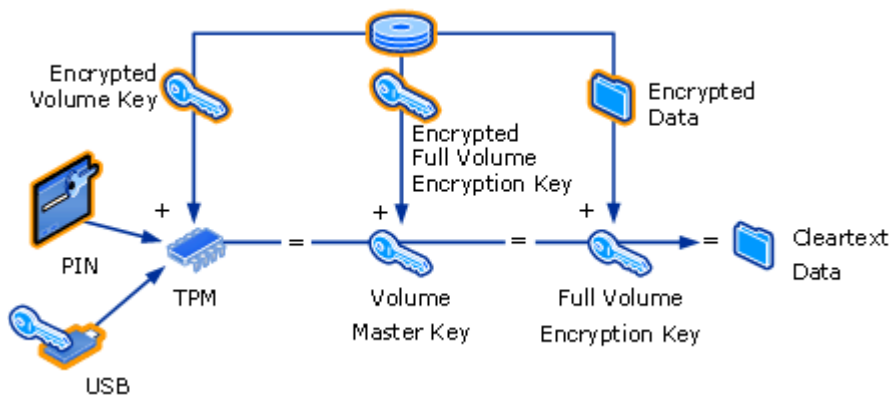 Encrypted
Volume Key
Encrypted
Full Volume
Encryption Key
Encrypted
Data
+
+
+
PIN
TPM
=
Volume
Master Key
=
Full Volume
Encryption Key
=
Cleartext
Data
USB